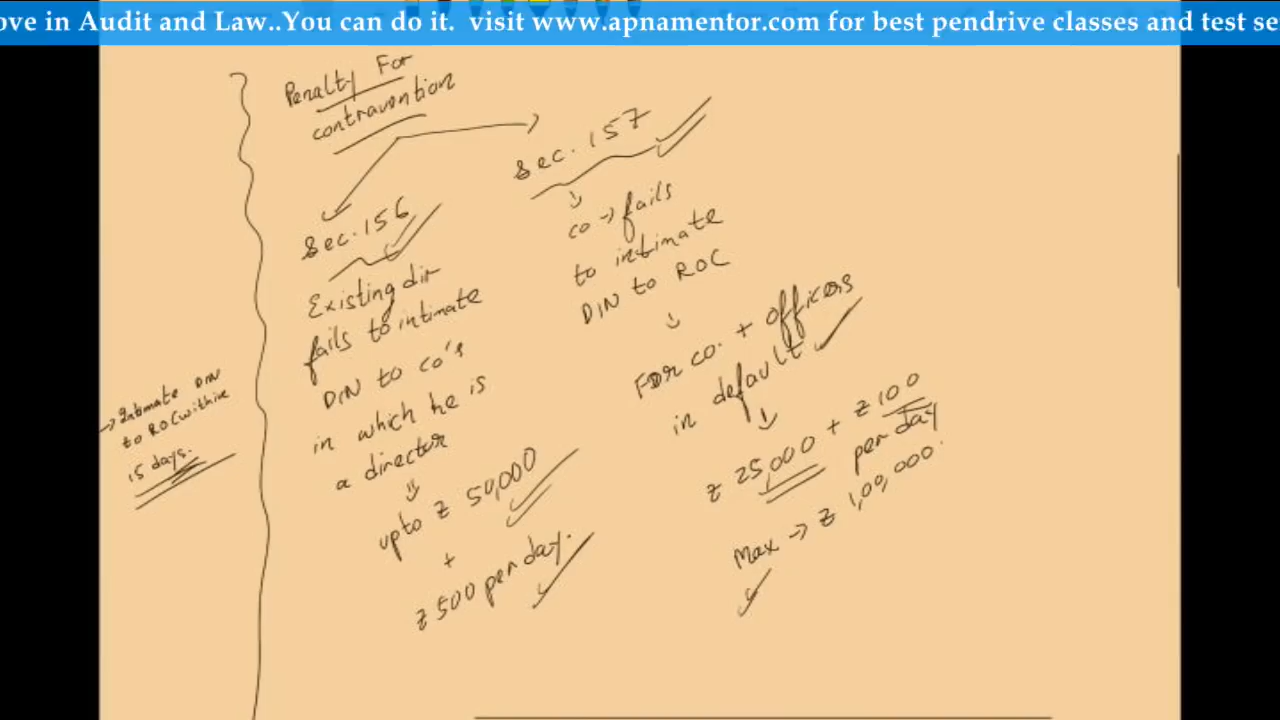 ove in Audit and Law..You can do it. visit www.apnamentor.com for best pendrive classes and test se
Penalty For
contravention
Sec. 156
Existing dir
fails to intimate
DIN to co's
in which he is
a director
upto ₹ 50,000
+
₹ 500 per day.
Sec. 157
co → fails
to intimate
DIN to ROC
For co. + officers
in default
₹ 25,000 + ₹ 100
per day
Max → ₹ 1,00,000.
→ Intimate DIN
to ROC within
15 days.